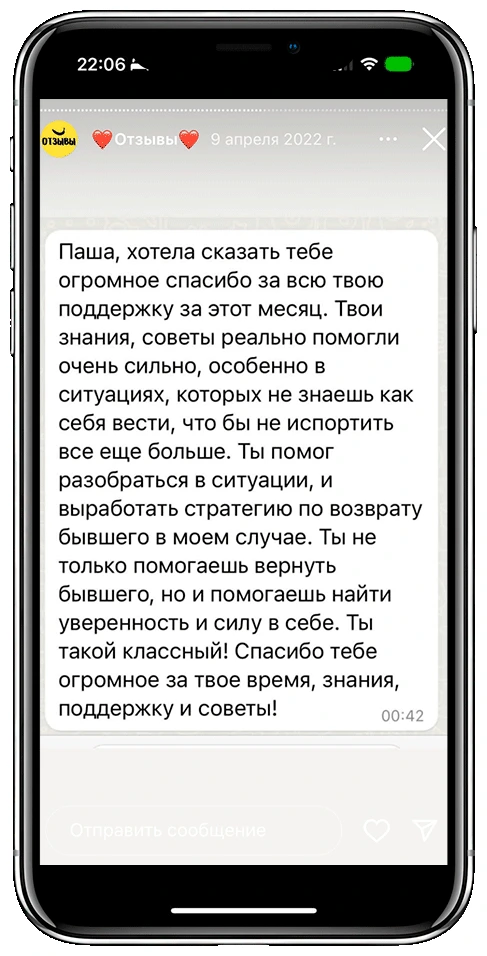 22:06
ОТЗЫВЫ
❤️Отзывы❤️ 9 апреля 2022 г.
Паша, хотела сказать тебе
огромное спасибо за всю твою
поддержку за этот месяц. Твои
знания, советы реально помогли
очень сильно, особенно в
ситуациях, которых не знаешь как
себя вести, что бы не испортить
все еще больше. Ты помог
разобраться в ситуации, и
выработать стратегию по возврату
бывшего в моем случае. Ты не
только помогаешь вернуть
бывшего, но и помогаешь найти
уверенность и силу в себе. Ты
такой классный! Спасибо тебе
огромное за твое время, знания,
поддержку и советы!
00:42
Отправить сообщение